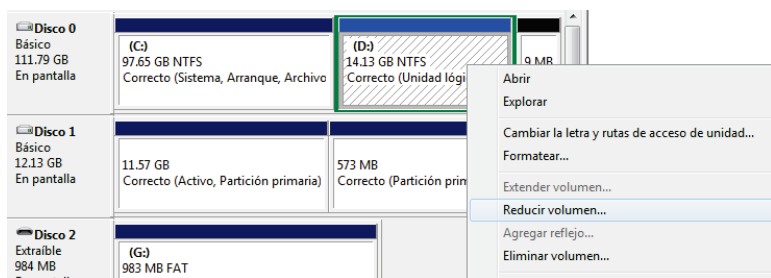 Disco 0
Básico
111.79 GB
En pantalla
(C:)
97.65 GB NTFS
Correcto (Sistema, Arranque, Archivo
(D:)
14.13 GB NTFS
Correcto (Unidad lógi
9 MB
Disco 1
Básico
12.13 GB
En pantalla
11.57 GB
Correcto (Activo, Partición primaria)
573 MB
Correcto (Partición prim
Disco 2
Extraíble
984 MB
(G:)
983 MB FAT
Abrir
Explorar
Cambiar la letra y rutas de acceso de unidad...
Formatear...
Extender volumen...
Reducir volumen...
Agregar reflejo...
Eliminar volumen...